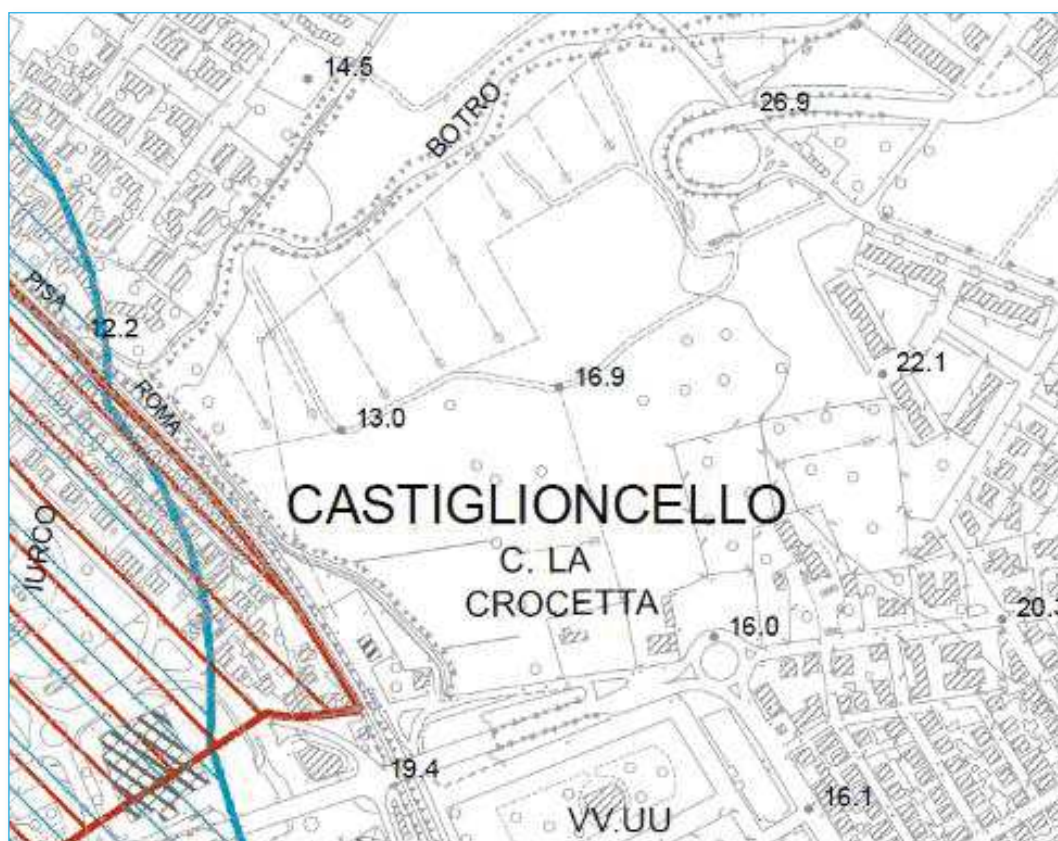 14.5
26.9
BOTRO
PISA
12.2
16.9
22.1
ROMA
13.0
CASTIGLIONCELLO
IURCO
C. LA
CROCETTA
16.0
20.3
19.4
16.1
VV.UU